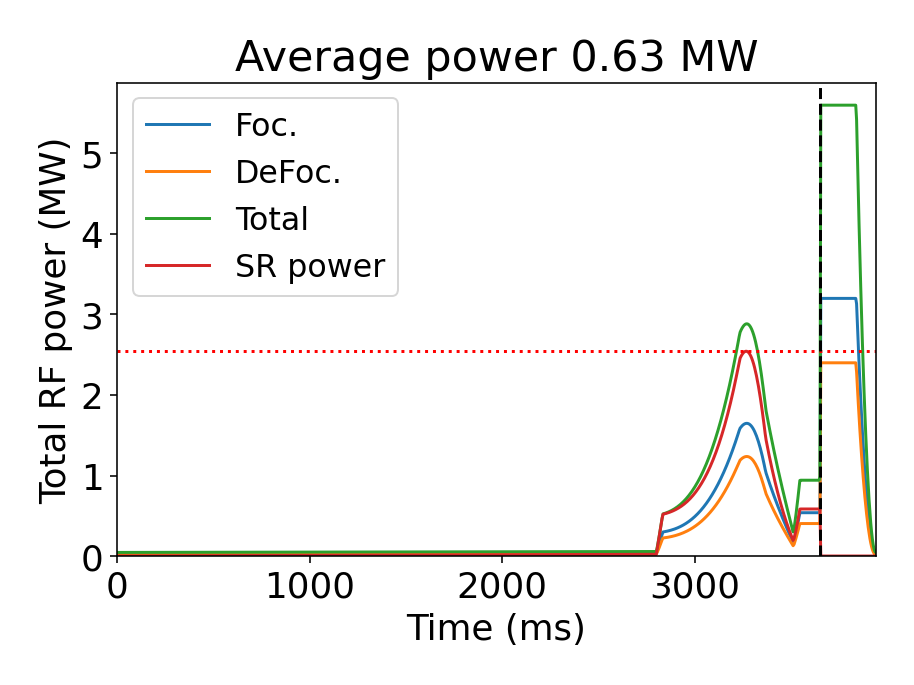 Average power 0.63 MW
Total RF power (MW)
5
4
3
2
1
0
Foc.
DeFoc.
Total
SR power
0
1000
2000
3000
Time (ms)